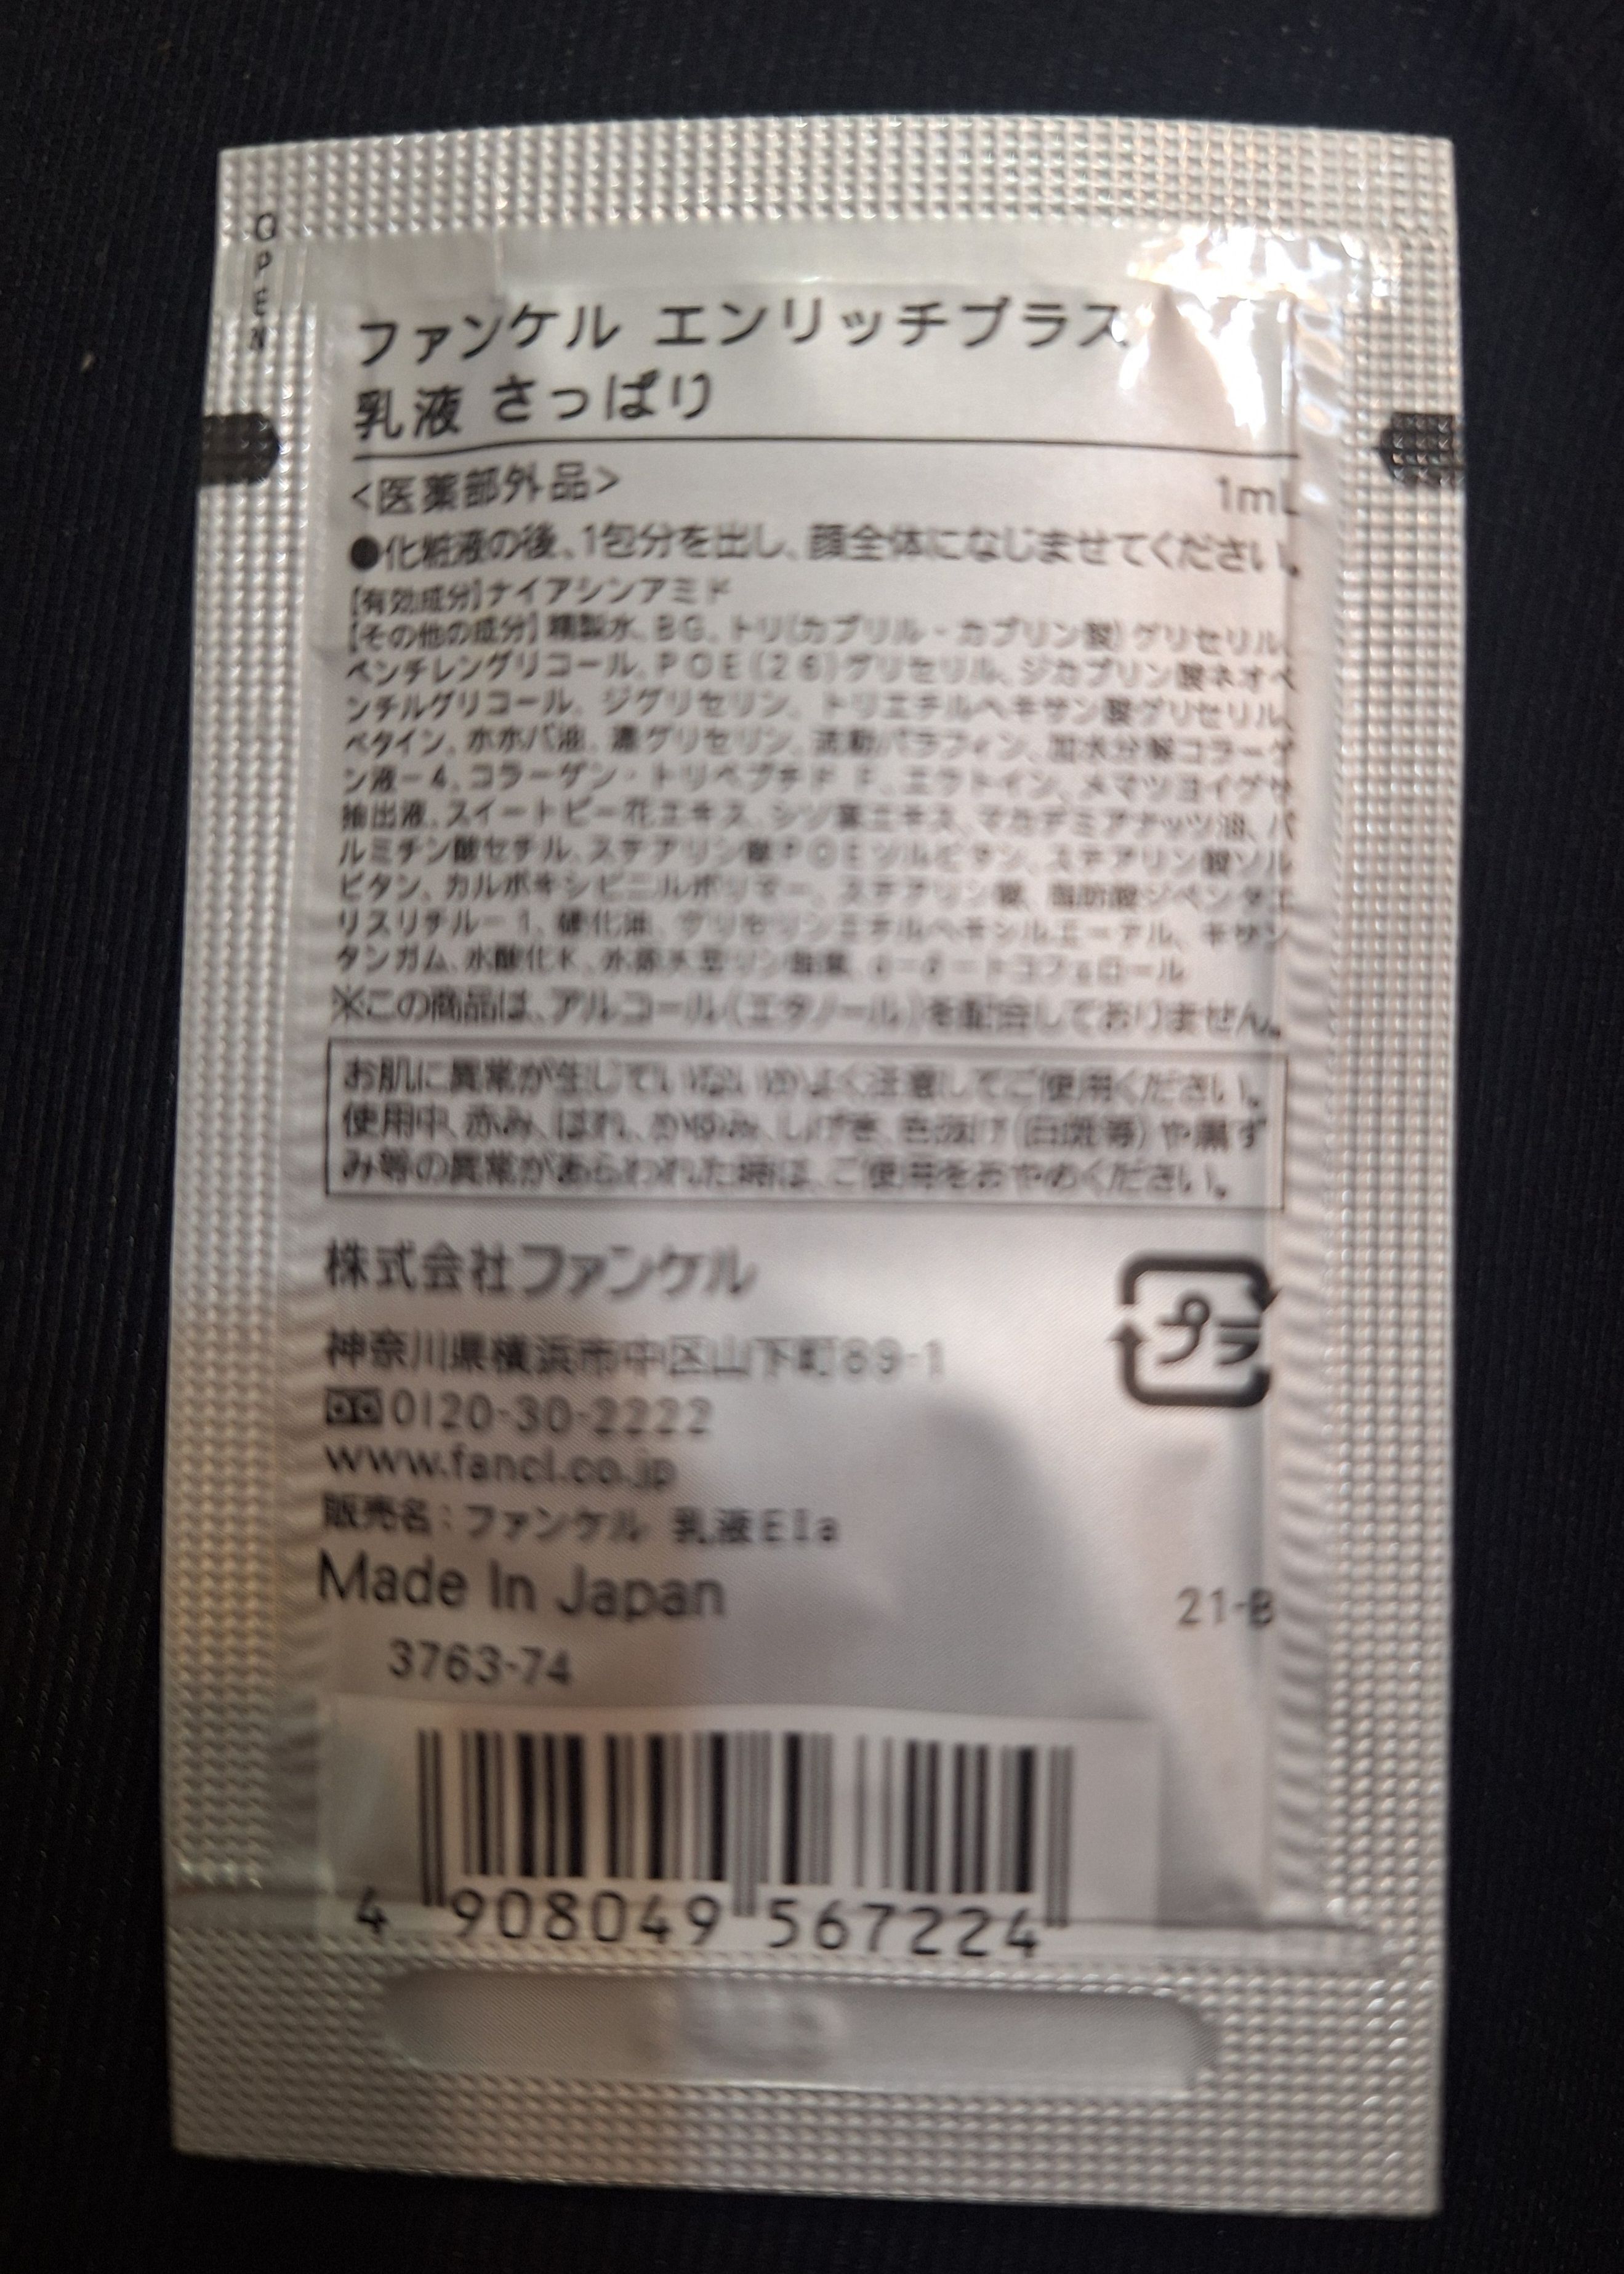 OPEN
ファンケル エンリッチプラス
乳液 さっぱり
<医薬部外品> 1mL
●化粧液の後、1包分を出し、顔全体になじませてください。
[有効成分]ナイアシンアミド
[その他の成分]精製水、BG、トリ(カプリル・カプリン酸)グリセリル、
ペンチレングリコール、POE(26)グリセリル、ジカプリン酸ネオペ
ンチルグリコール、ジグリセリン、トリエチルヘキサン酸グリセリル、
ベタイン、ホホバ油、濃グリセリン、流動パラフィン、加水分解コラーゲ
ン液-4、コラーゲン・トリペプチド F、エクトイン、メマツヨイグサ
抽出液、スイートピー花エキス、シソ葉エキス、マカデミアナッツ油、パ
ルミチン酸セチル、ステアリン酸POEソルビタン、ステアリン酸ソル
ビタン、カルボキシビニルポリマー、ステアリン酸、脂肪酸ジペンタエ
リスリチル-1、硬化油、グリセリンエチルヘキシルエーテル、キサン
タンガム、水酸化K、水素添加リン脂質、d-δ-トコフェロール
※この商品は、アルコール(エタノール)を配合しておりません。
お肌に異常が生じていないかよく注意してご使用ください。
使用中、赤み、はれ、かゆみ、しげき、色抜け(白斑等)や黒ず
み等の異常があらわれた時は、ご使用をおやめください。
株式会社ファンケル
プラ
神奈川県横浜市中区山下町89-1
0120-30-2222
www.fancl.co.jp
販売名:ファンケル 乳液EIa
Made In Japan 21-B
3763-74
4 908049 567224